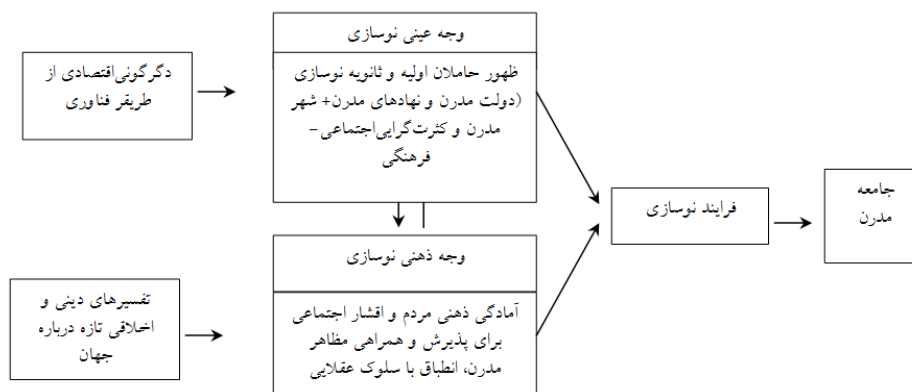 وجه عینی نوسازی
دگرگونی‌اقتصادی از
طریقر فناوری
ظهور حاملان اولیه و ثانویه نوسازی
(دولت مدرن و نهادهای مدرن+ شهر
مدرن و کثرت‌گرایی‌اجتماعی –
فرهنگی
جامعه
مدرن
فرایند نوسازی
وجه ذهنی نوسازی
تفسیرهای دینی و
اخلاقی تازه درباره
جهان
آمادگی ذهنی مردم و اقشار اجتماعی
برای پذیرش و همراهی مظاهر
مدرن، انطباق با سلوک عقلایی